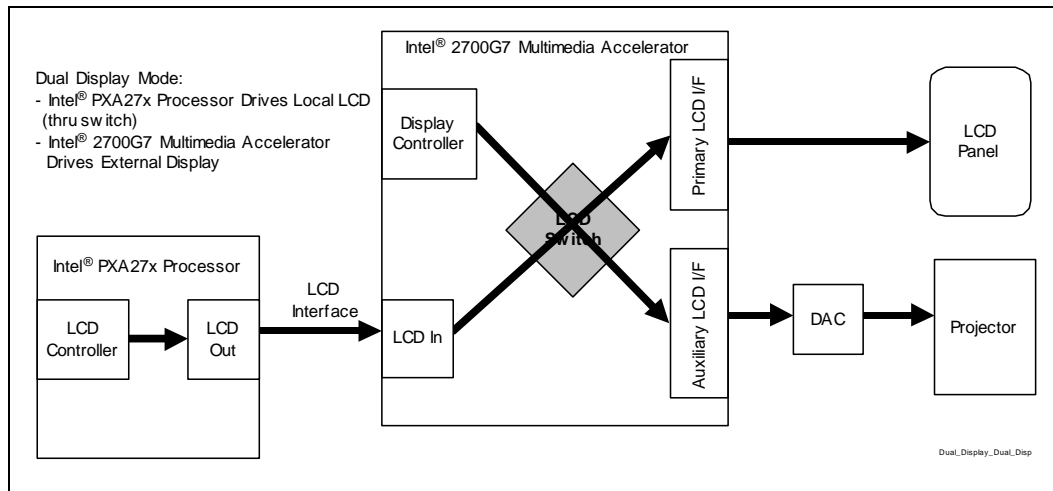 Intel® 2700G7 Multimedia Accelerator
Dual Display Mode:
- Intel® PXA27x Processor Drives Local LCD
(thru switch)
- Intel® 2700G7 Multimedia Accelerator
Drives External Display
Display
Controller
Primary LCD I/F
LCD
Panel
LCD
Switch
Intel® PXA27x Processor
LCD
Controller
LCD
Out
LCD
Interface
LCD In
Auxiliary LCD I/F
DAC
Projector
Dual_Display_Dual_Disp